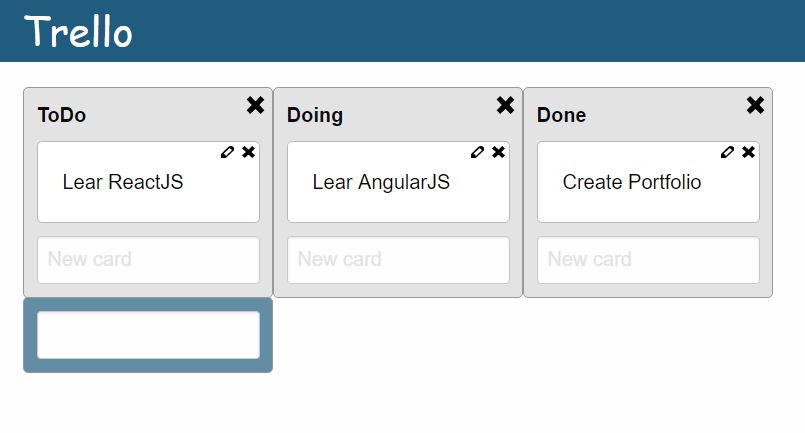 Trello
ToDo
Lear ReactJS
New card
Doing
Lear AngularJS
New card
Done
Create Portfolio
New card